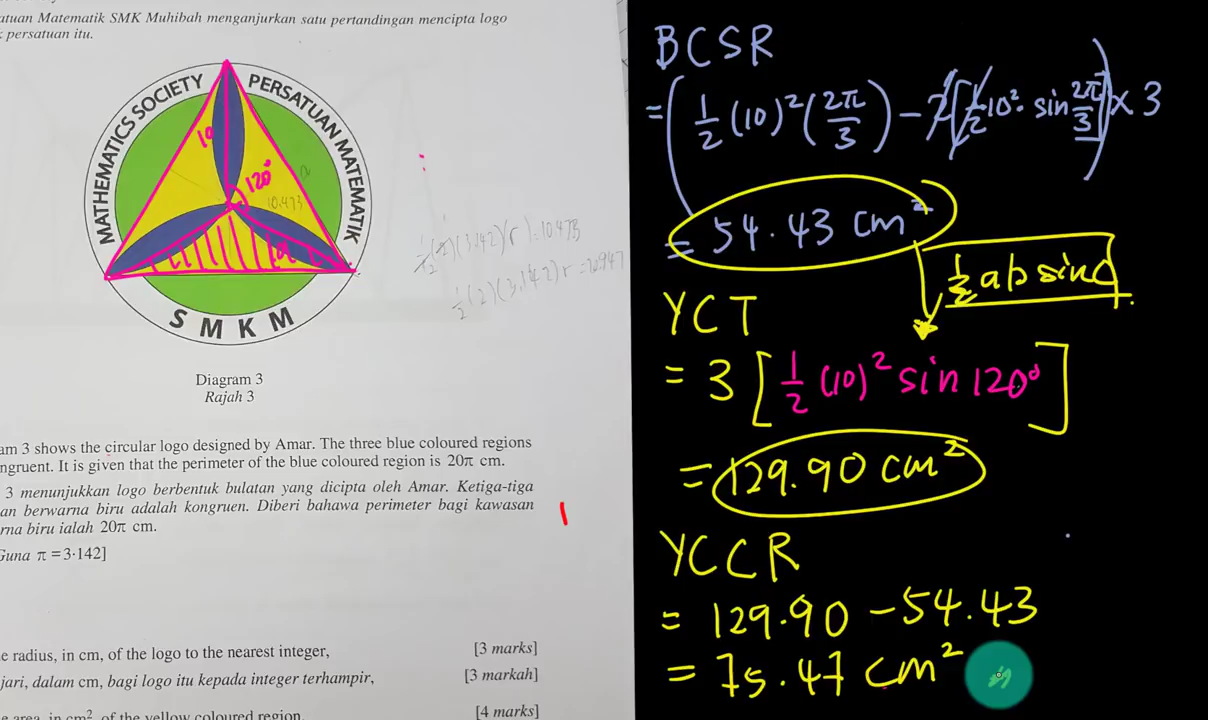 atuan Matematik SMK Muhibah menganjurkan satu pertandingan mencipta logo
persatuan itu.
MATHEMATICS SOCIETY
PERSATUAN MATEMATIK
SMKM
10
120°
10.473
Diagram 3
Rajah 3
am 3 shows the circular logo designed by Amar. The three blue coloured regions
ngruent. It is given that the perimeter of the blue coloured region is 20π cm.
3 menunjukkan logo berbentuk bulatan yang dicipta oleh Amar. Ketiga-tiga
an berwarna biru adalah kongruen. Diberi bahawa perimeter bagi kawasan
rna biru ialah 20π cm.
Guna π = 3·142]
e radius, in cm, of the logo to the nearest integer,
[3 marks]
jari, dalam cm, bagi logo itu kepada integer terhampir,
[3 markah]
e area, in cm², of the yellow coloured region.
[4 marks]
BCSR
= (½(10)²(2π/3) − 2[½10². sin 2π/3]) × 3
= 54.43 cm²
½ ab sin C
YCT
= 3 [½ (10)² sin 120°]
= 129.90 cm²
YCCR
= 129.90 − 54.43
= 75.47 cm²